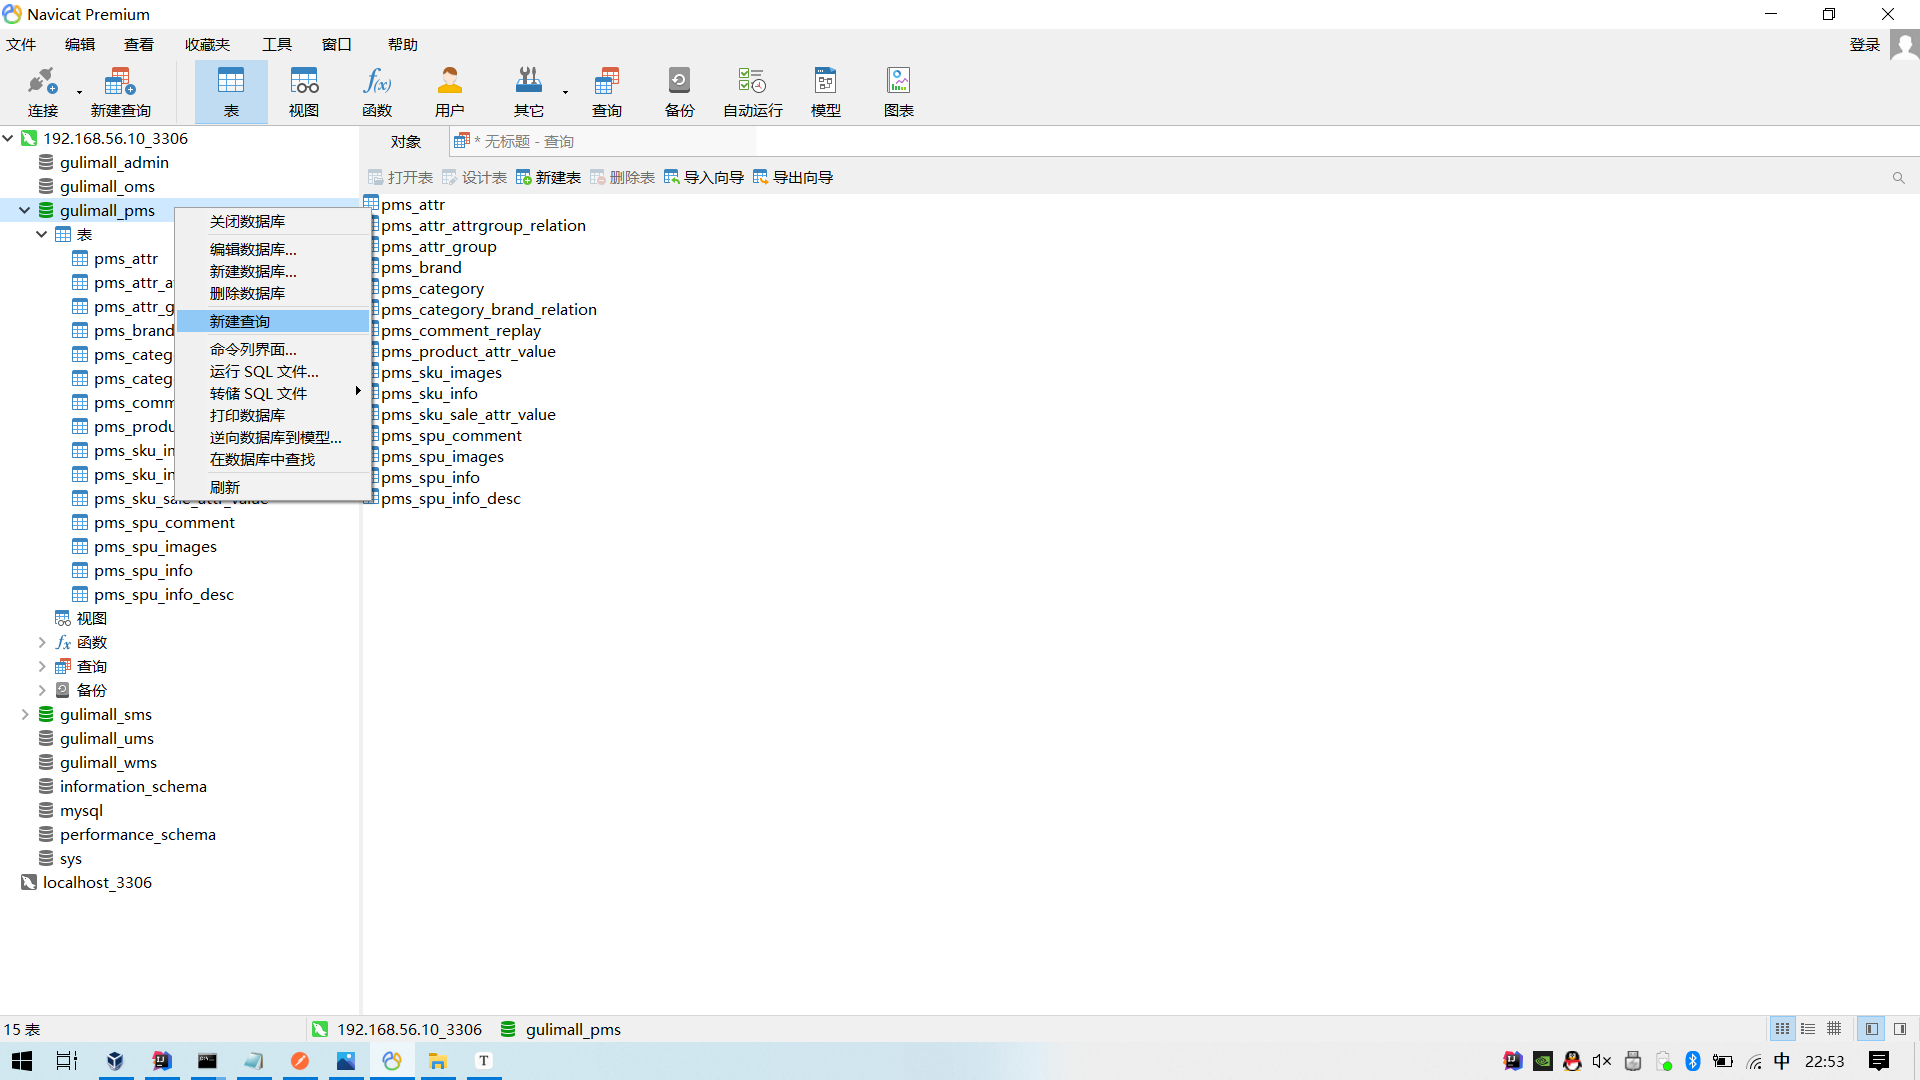 Navicat Premium
文件 编辑 查看 收藏夹 工具 窗口 帮助 登录
连接 新建查询 表 视图 函数 用户 其它 查询 备份 自动运行 模型 图表
192.168.56.10_3306
gulimall_admin
gulimall_oms
gulimall_pms
表
pms_attr
pms_attr_a
pms_attr_g
pms_brand
pms_categ
pms_categ
pms_comm
pms_produ
pms_sku_in
pms_sku_in
pms_sku_sale_attr_value
pms_spu_comment
pms_spu_images
pms_spu_info
pms_spu_info_desc
视图
函数
查询
备份
gulimall_sms
gulimall_ums
gulimall_wms
information_schema
mysql
performance_schema
sys
localhost_3306
关闭数据库
编辑数据库...
新建数据库...
删除数据库
新建查询
命令列界面...
运行 SQL 文件...
转储 SQL 文件
打印数据库
逆向数据库到模型...
在数据库中查找
刷新
对象 * 无标题 - 查询
打开表 设计表 新建表 删除表 导入向导 导出向导
pms_attr
pms_attr_attrgroup_relation
pms_attr_group
pms_brand
pms_category
pms_category_brand_relation
pms_comment_replay
pms_product_attr_value
pms_sku_images
pms_sku_info
pms_sku_sale_attr_value
pms_spu_comment
pms_spu_images
pms_spu_info
pms_spu_info_desc
15 表 192.168.56.10_3306 gulimall_pms
T 中 22:53